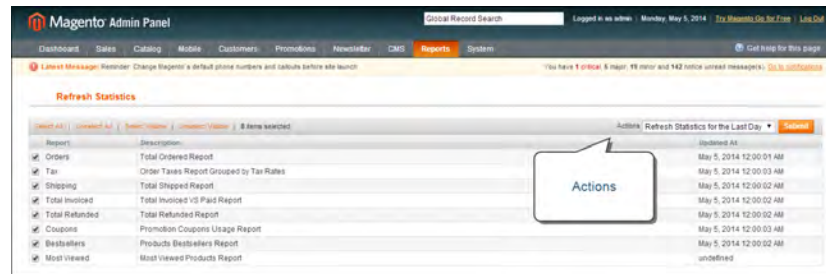 Magento Admin Panel
Global Record Search
Logged in as admin | Monday, May 5, 2014 | Try Magento Go for Free | Log Out
Dashboard Sales Catalog Mobile Customers Promotions Newsletter CMS Reports System Get help for this page
Latest Message: Reminder: Change Magento's default phone numbers and callouts before site launch You have 1 critical, 5 major, 19 minor and 142 notice unread message(s). Go to notifications
Refresh Statistics
Select All | Unselect All | Select Visible | Unselect Visible | 8 items selected Actions Refresh Statistics for the Last Day Submit
Report Description Updated At
Orders Total Ordered Report May 5, 2014 12:00:01 AM
Tax Order Taxes Report Grouped by Tax Rates May 5, 2014 12:00:03 AM
Shipping Total Shipped Report May 5, 2014 12:00:02 AM
Total Invoiced Total Invoiced VS Paid Report May 5, 2014 12:00:02 AM
Total Refunded Total Refunded Report May 5, 2014 12:00:02 AM
Coupons Promotion Coupons Usage Report May 5, 2014 12:00:03 AM
Bestsellers Products Bestsellers Report May 5, 2014 12:00:02 AM
Most Viewed Most Viewed Products Report undefined
Actions